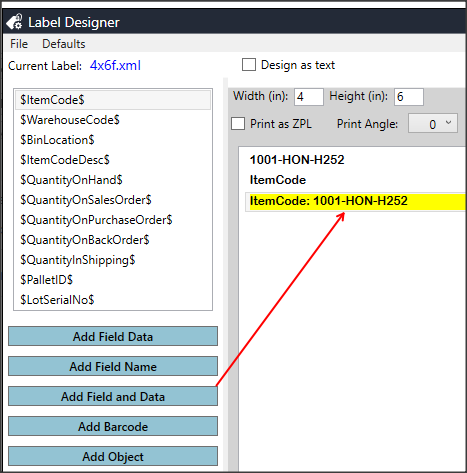 Label Designer
File Defaults
Current Label: 4x6f.xml
Design as text
$ItemCode$
$WarehouseCode$
$BinLocation$
$ItemCodeDesc$
$QuantityOnHand$
$QuantityOnSalesOrder$
$QuantityOnPurchaseOrder$
$QuantityOnBackOrder$
$QuantityInShipping$
$PalletID$
$LotSerialNo$
Add Field Data
Add Field Name
Add Field and Data
Add Barcode
Add Object
Width (in): 4 Height (in): 6
Print as ZPL Print Angle: 0
1001-HON-H252
ItemCode
ItemCode: 1001-HON-H252